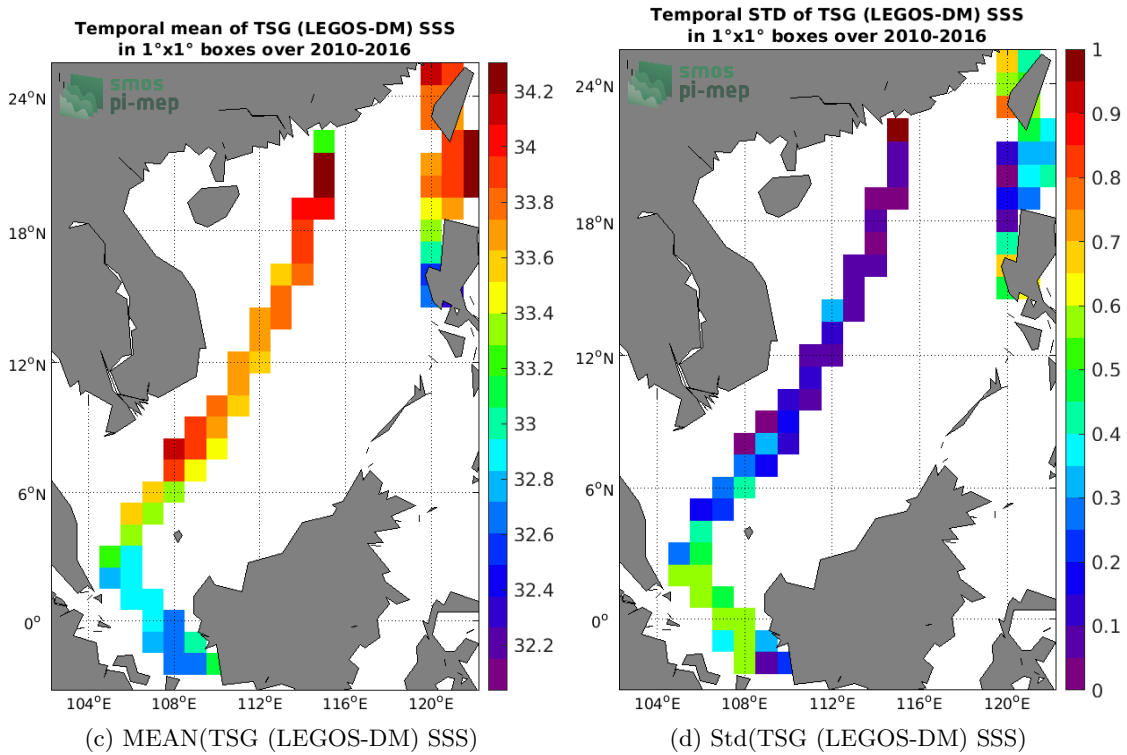 Temporal mean of TSG (LEGOS-DM) SSS
in 1°x1° boxes over 2010-2016
smos
pi-mep
24°N
18°N
12°N
6°N
0°
104°E
108°E
112°E
116°E
120°E
34.2
34
33.8
33.6
33.4
33.2
33
32.8
32.6
32.4
32.2
(c) MEAN(TSG (LEGOS-DM) SSS)
Temporal STD of TSG (LEGOS-DM) SSS
in 1°x1° boxes over 2010-2016
smos
pi-mep
24°N
18°N
12°N
6°N
0°
104°E
108°E
112°E
116°E
120°E
1
0.9
0.8
0.7
0.6
0.5
0.4
0.3
0.2
0.1
0
(d) Std(TSG (LEGOS-DM) SSS)